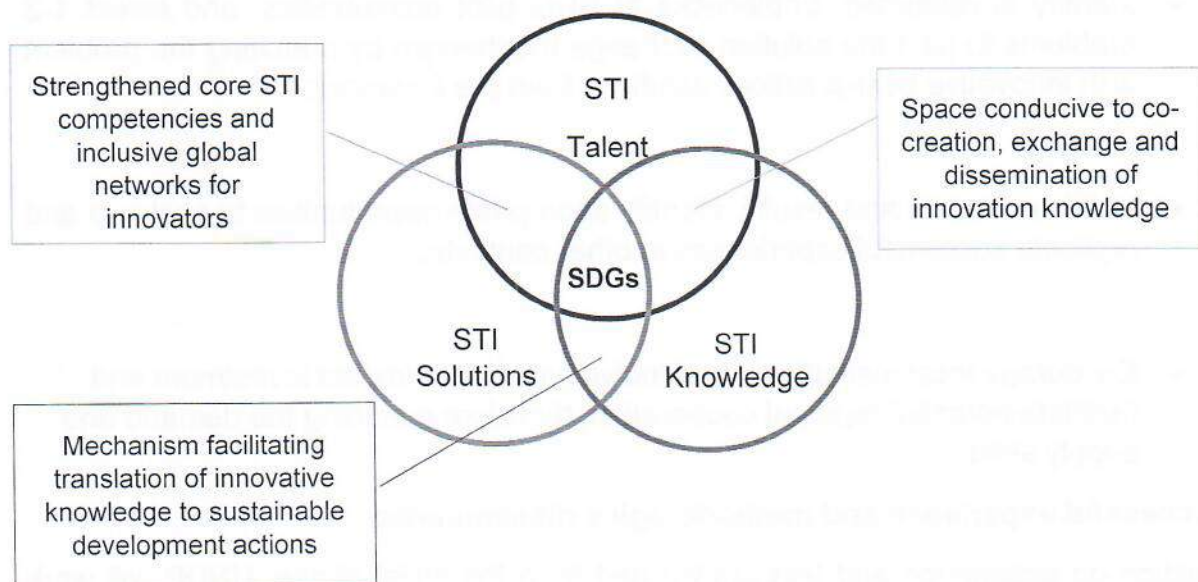 Strengthened core STI
competencies and
inclusive global
networks for
innovators
STI
Talent
Space conducive to co-
creation, exchange and
dissemination of
innovation knowledge
SDGs
STI
Solutions
STI
Knowledge
Mechanism facilitating
translation of innovative
knowledge to sustainable
development actions